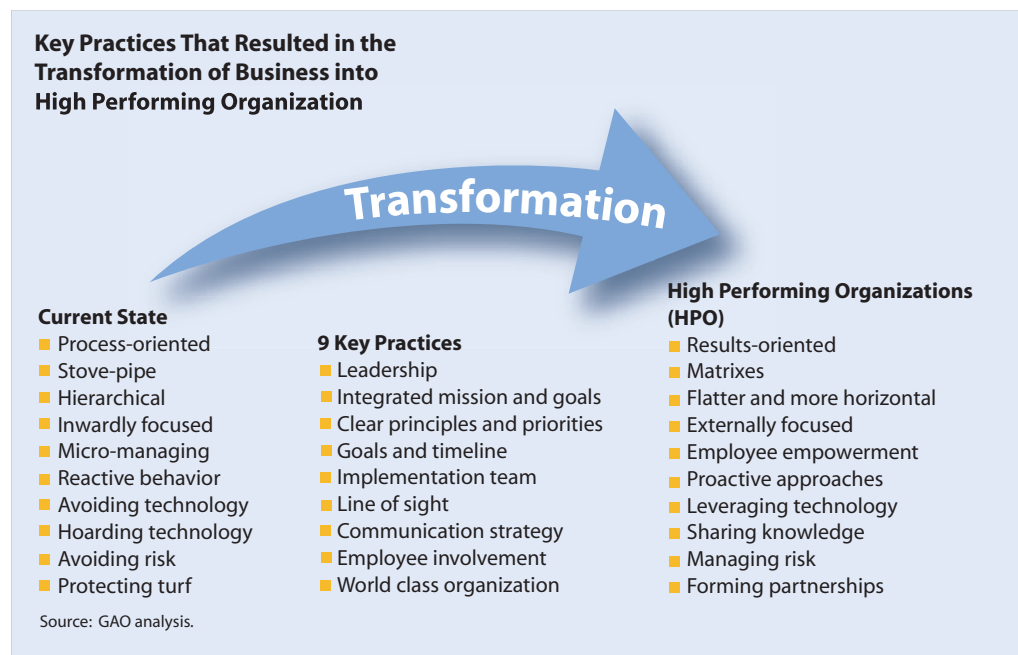 Key Practices That Resulted in the
Transformation of Business into
High Performing Organization
Transformation
Current State
Process-oriented
Stove-pipe
Hierarchical
Inwardly focused
Micro-managing
Reactive behavior
Avoiding technology
Hoarding technology
Avoiding risk
Protecting turf
9 Key Practices
Leadership
Integrated mission and goals
Clear principles and priorities
Goals and timeline
Implementation team
Line of sight
Communication strategy
Employee involvement
World class organization
High Performing Organizations
(HPO)
Results-oriented
Matrixes
Flatter and more horizontal
Externally focused
Employee empowerment
Proactive approaches
Leveraging technology
Sharing knowledge
Managing risk
Forming partnerships
Source: GAO analysis.